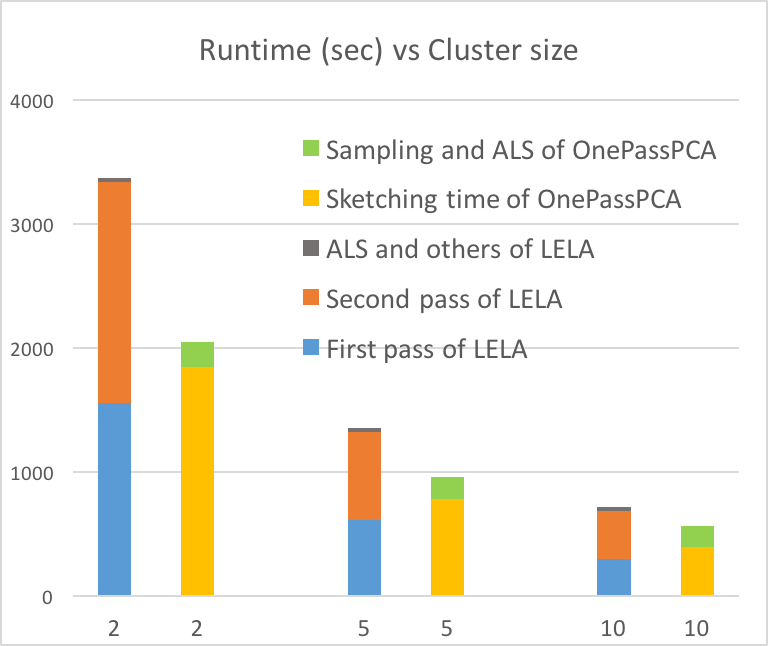 Runtime (sec) vs Cluster size
4000
3000
2000
1000
0
Sampling and ALS of OnePassPCA
Sketching time of OnePassPCA
ALS and others of LELA
Second pass of LELA
First pass of LELA
2 2 5 5 10 10